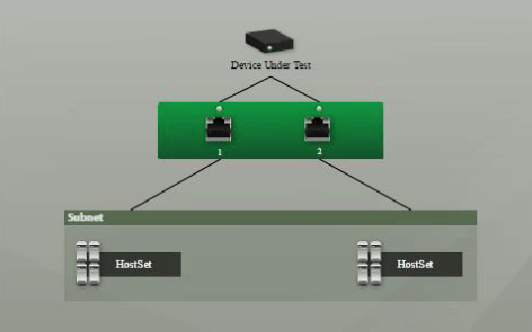 Device Under Test
1
2
Subnet
HostSet
HostSet